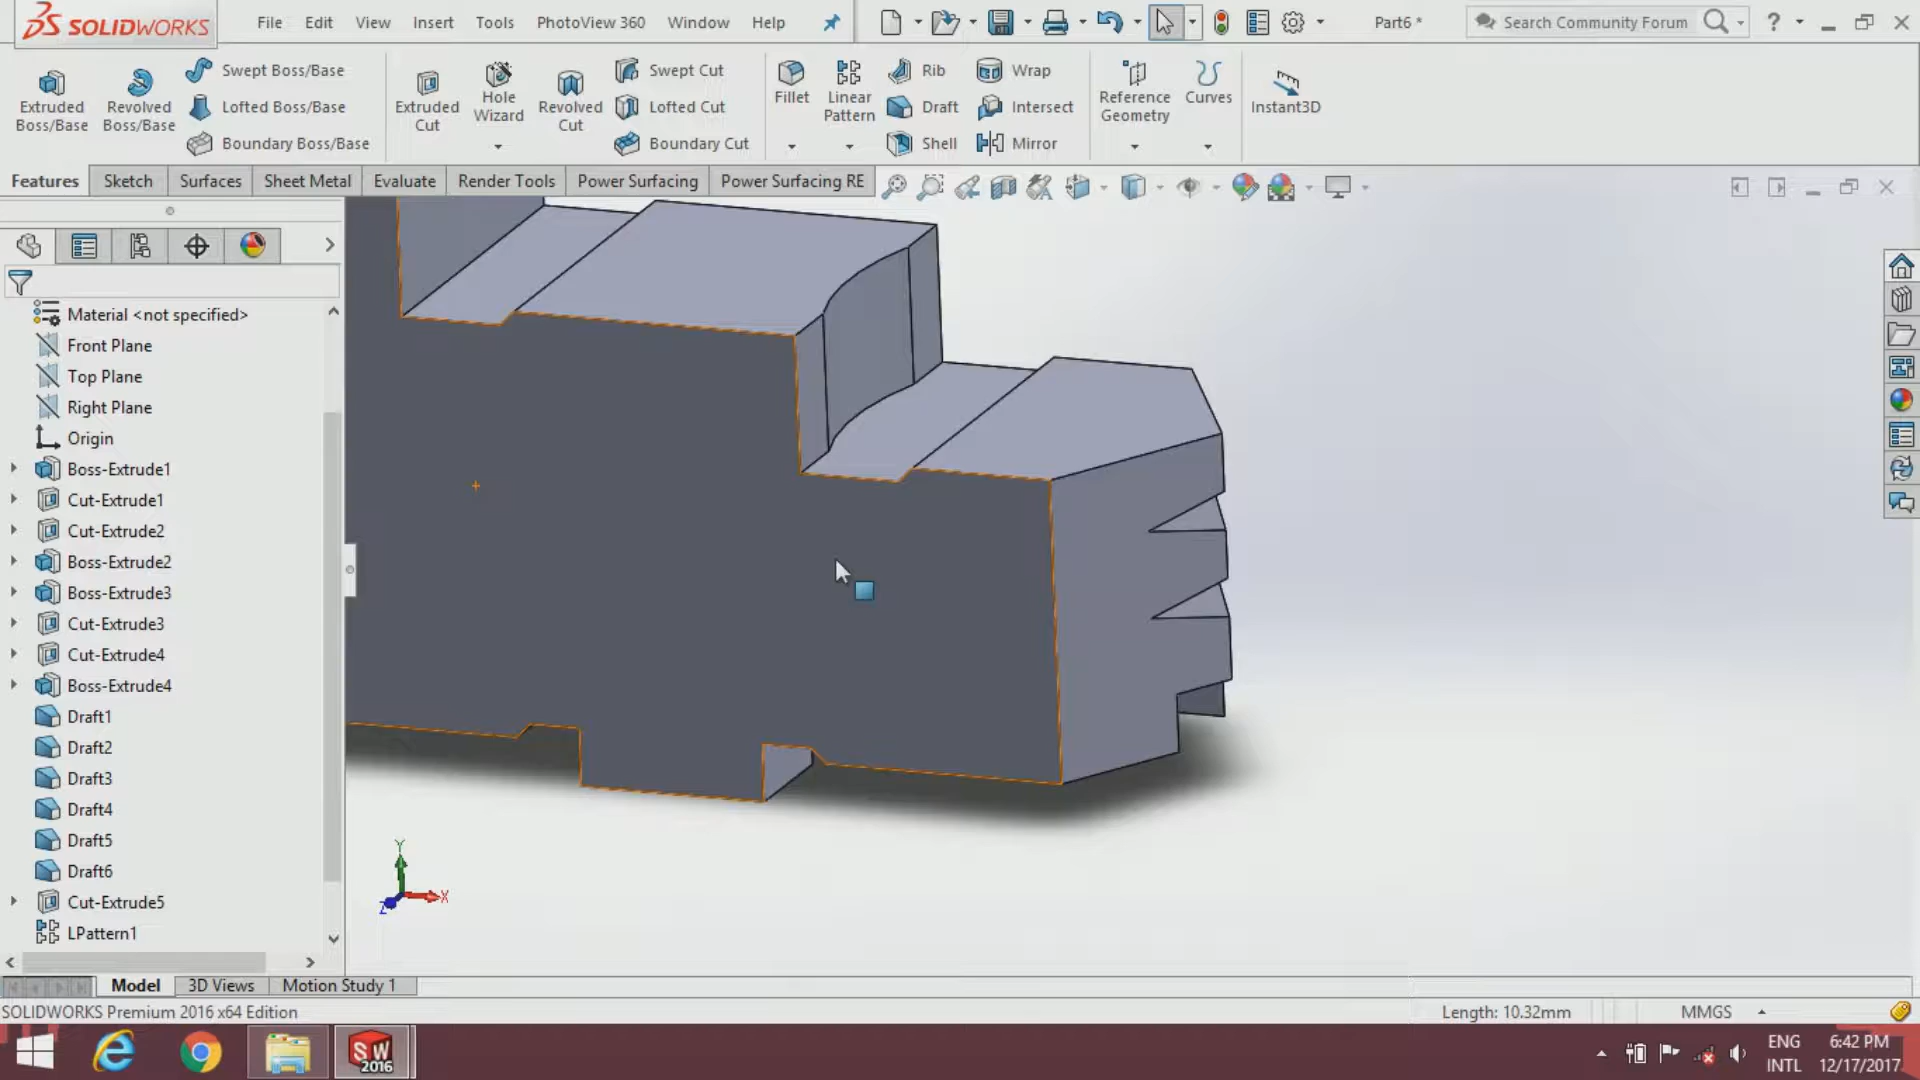 SOLIDWORKS
File Edit View Insert Tools PhotoView 360 Window Help
Part6 *
Search Community Forum
?
Extruded Boss/Base
Revolved Boss/Base
Swept Boss/Base
Lofted Boss/Base
Boundary Boss/Base
Extruded Cut
Hole Wizard
Revolved Cut
Swept Cut
Lofted Cut
Boundary Cut
Fillet
Linear Pattern
Rib
Draft
Shell
Wrap
Intersect
Mirror
Reference Geometry
Curves
Instant3D
Features Sketch Surfaces Sheet Metal Evaluate Render Tools Power Surfacing Power Surfacing RE
Material <not specified>
Front Plane
Top Plane
Right Plane
Origin
Boss-Extrude1
Cut-Extrude1
Cut-Extrude2
Boss-Extrude2
Boss-Extrude3
Cut-Extrude3
Cut-Extrude4
Boss-Extrude4
Draft1
Draft2
Draft3
Draft4
Draft5
Draft6
Cut-Extrude5
LPattern1
Y
X
Z
Model 3D Views Motion Study 1
SOLIDWORKS Premium 2016 x64 Edition
Length: 10.32mm
MMGS
SW
2016
ENG
INTL
6:42 PM
12/17/2017